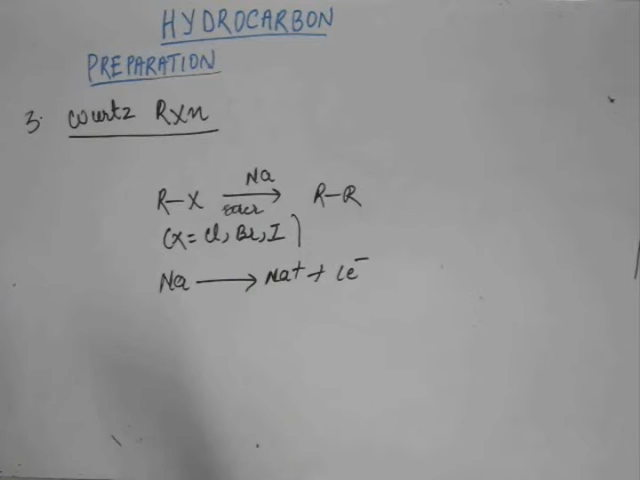 HYDROCARBON
PREPARATION
3. wurtz Rxn
R-X Na → R-R
(X = Cl, Br, I)
Na → Na+ + 1e-